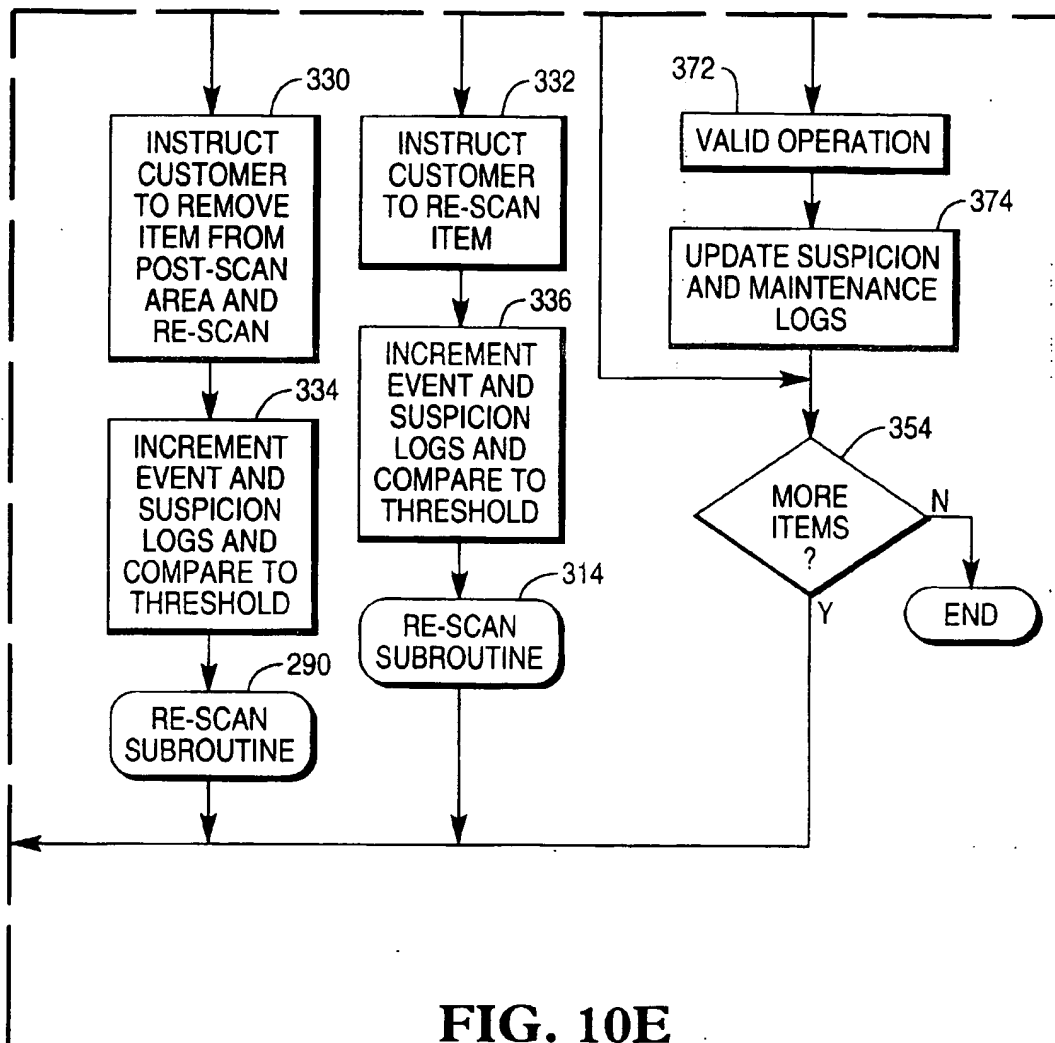 330
INSTRUCT
CUSTOMER
TO REMOVE
ITEM FROM
POST-SCAN
AREA AND
RE-SCAN
334
INCREMENT
EVENT AND
SUSPICION
LOGS AND
COMPARE TO
THRESHOLD
290
RE-SCAN
SUBROUTINE
332
INSTRUCT
CUSTOMER
TO RE-SCAN
ITEM
336
INCREMENT
EVENT AND
SUSPICION
LOGS AND
COMPARE TO
THRESHOLD
314
RE-SCAN
SUBROUTINE
372
VALID OPERATION
374
UPDATE SUSPICION
AND MAINTENANCE
LOGS
354
MORE
ITEMS
?
N
Y
END
FIG. 10E